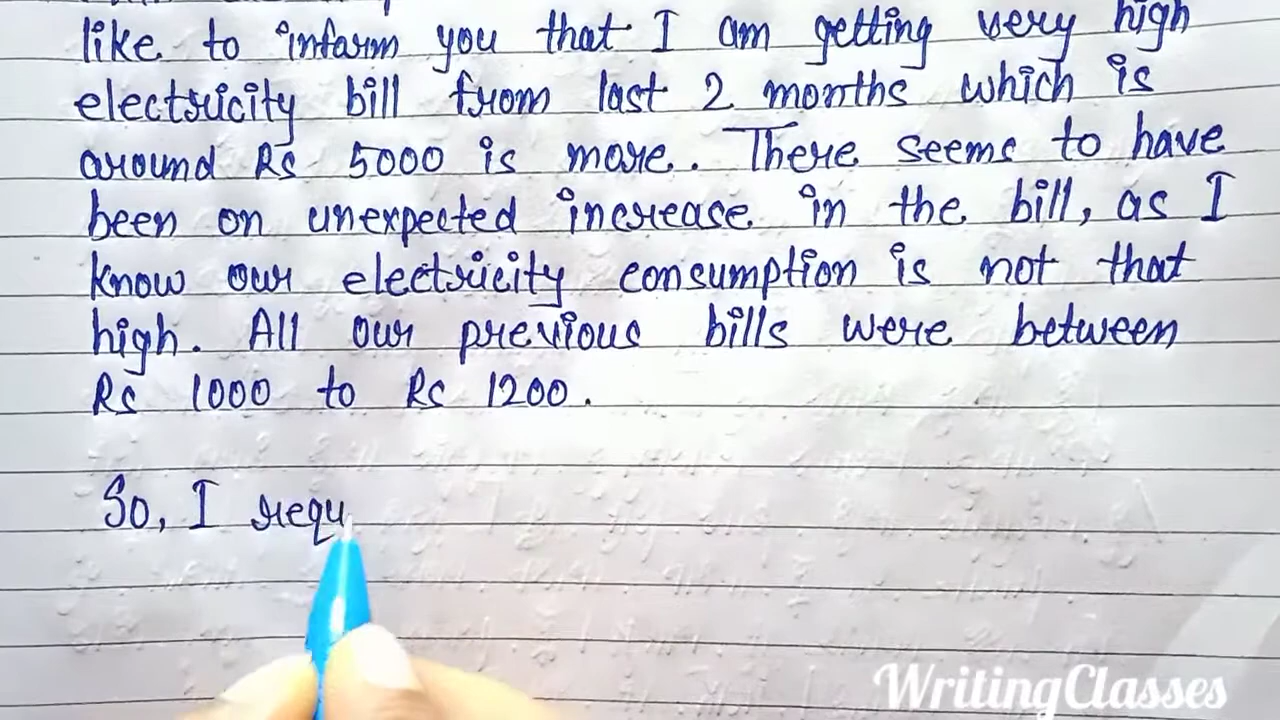 like to inform you that I am getting very high
electricity bill from last 2 months which is
around Rs 5000 is more. There seems to have
been on unexpected increase in the bill, as I
know our electricity consumption is not that
high. All our previous bills were between
Rs 1000 to Rs 1200.
So, I requ
WritingClasses